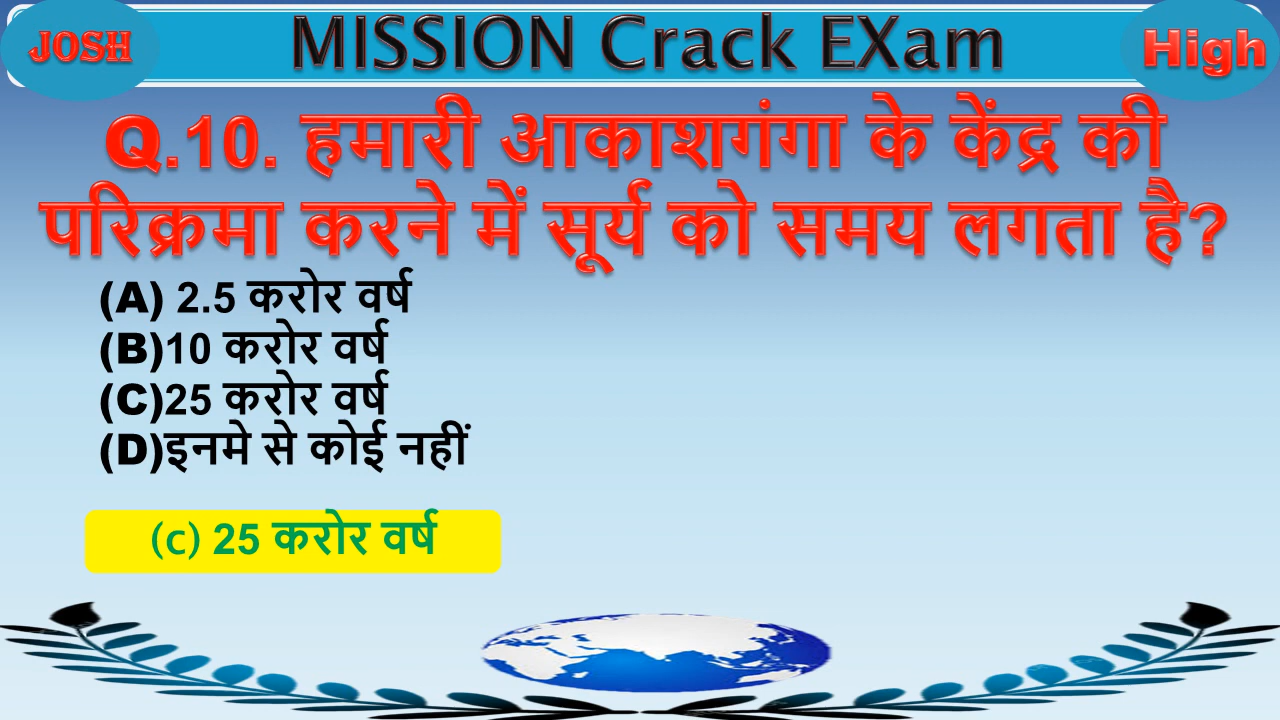 JOSH
MISSION Crack EXam
High
Q.10. हमारी आकाशगंगा के केंद्र की
परिक्रमा करने में सूर्य को समय लगता है?
(A) 2.5 करोर वर्ष
(B)10 करोर वर्ष
(C)25 करोर वर्ष
(D)इनमे से कोई नहीं
(c) 25 करोर वर्ष